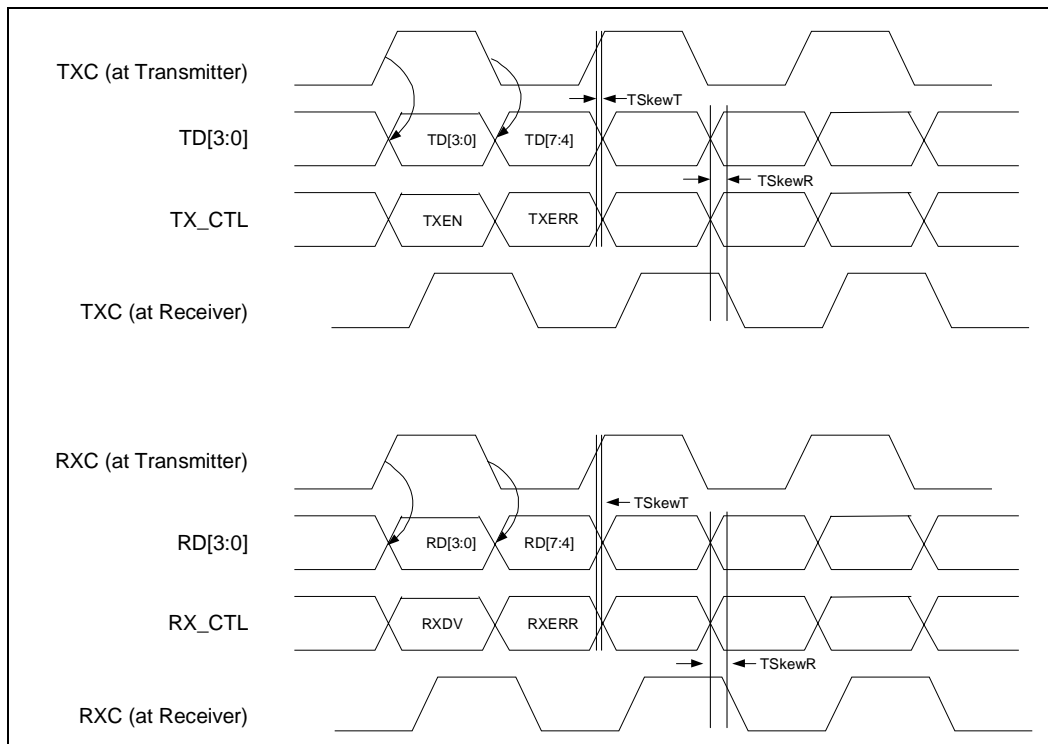 TXC (at Transmitter)
TSkewT
TD[3:0]
TD[3:0]
TD[7:4]
TSkewR
TX_CTL
TXEN
TXERR
TXC (at Receiver)
RXC (at Transmitter)
TSkewT
RD[3:0]
RD[3:0]
RD[7:4]
RX_CTL
RXDV
RXERR
TSkewR
RXC (at Receiver)